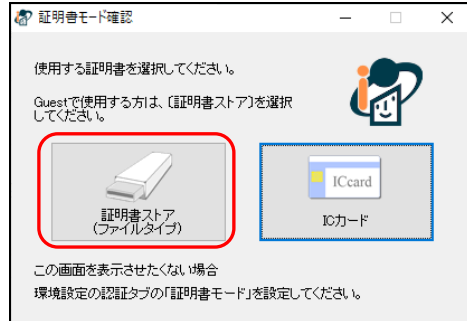 証明書モード確認
使用する証明書を選択してください。
Guestで使用する方は、〔証明書ストア〕を選択
してください。
証明書ストア
(ファイルタイプ)
ICcard
ICカード
この画面を表示させたくない場合
環境設定の認証タブの「証明書モード」を設定してください。